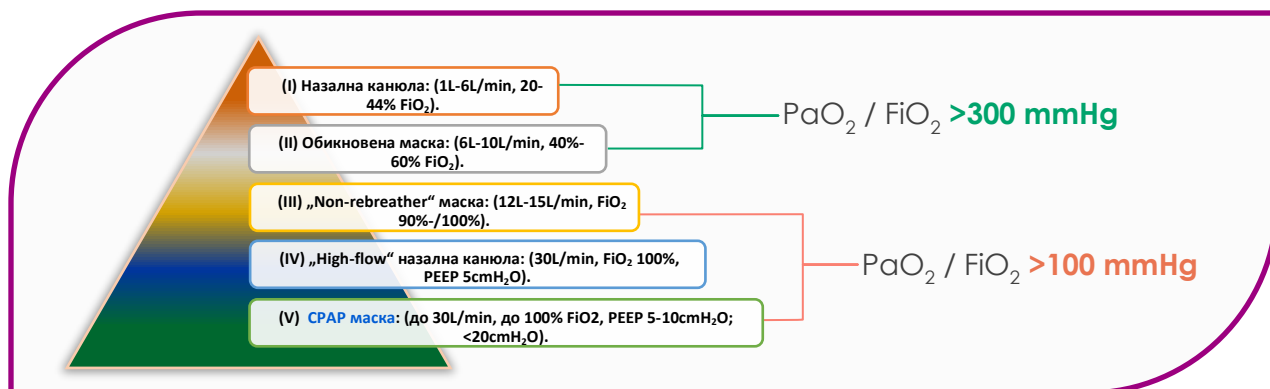 (I) Назална канюла: (1L-6L/min, 20-
44% FiO₂).
PaO₂ / FiO₂ >300 mmHg
(II) Обикновена маска: (6L-10L/min, 40%-
60% FiO₂).
(III) „Non-rebreather“ маска: (12L-15L/min, FiO₂
90%-/100%).
(IV) „High-flow“ назална канюла: (30L/min, FiO₂ 100%,
PEEP 5cmH₂O).
PaO₂ / FiO₂ >100 mmHg
(V) CPAP маска: (до 30L/min, до 100% FiO2, PEEP 5-10cmH₂O;
<20cmH₂O).